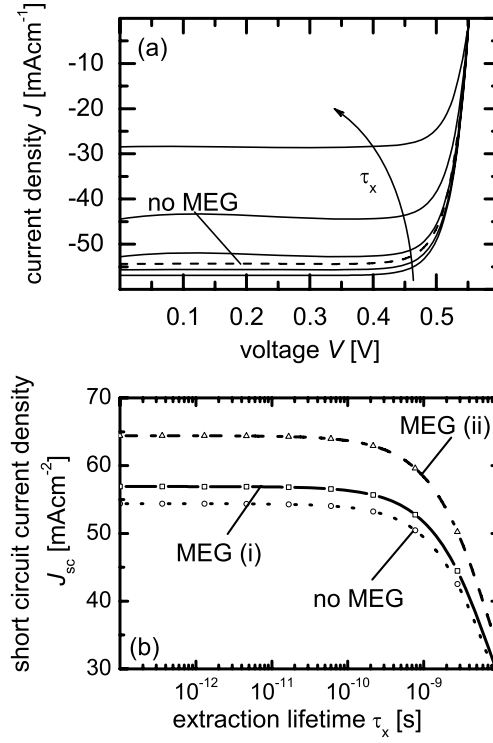 (a)
-10
-20
-30
-40
-50
current density J [mAcm⁻¹]
no MEG
τx
0.1 0.2 0.3 0.4 0.5
voltage V [V]
70
60
50
40
30
short circuit current density
Jsc [mAcm⁻²]
MEG (ii)
MEG (i)
no MEG
(b)
10⁻¹² 10⁻¹¹ 10⁻¹⁰ 10⁻⁹
extraction lifetime τx [s]